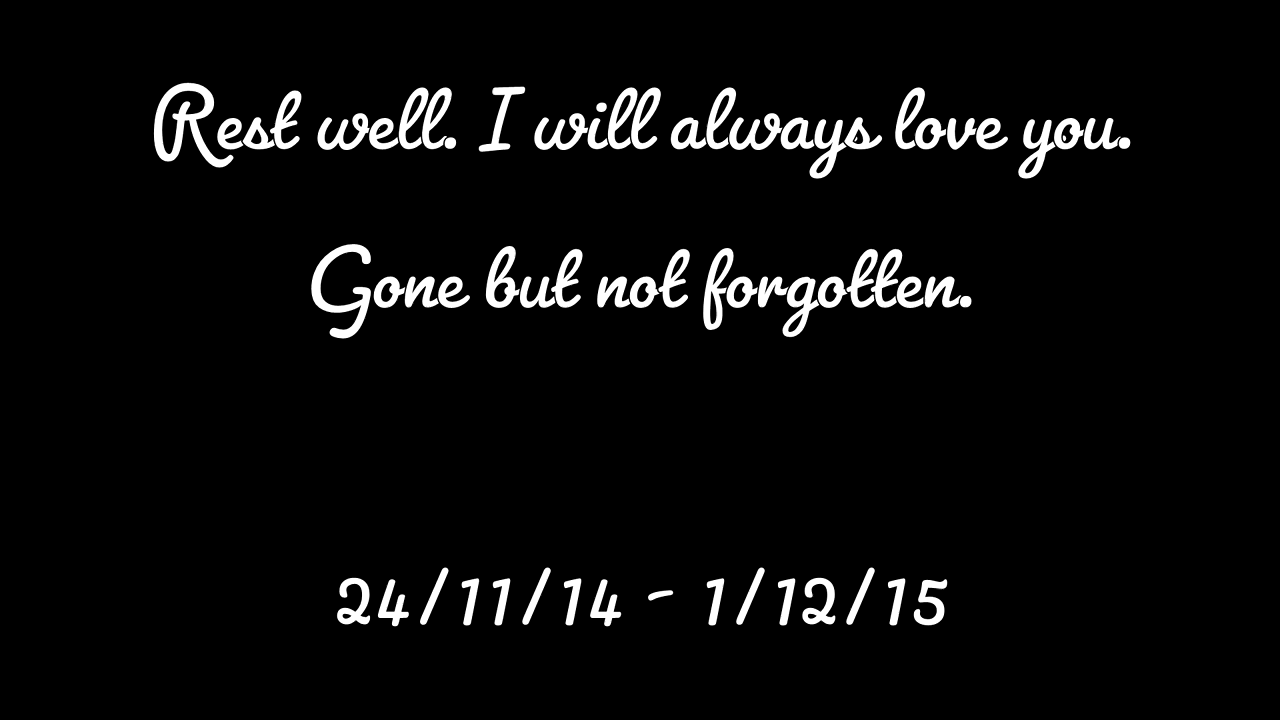 Rest well. I will always love you.
Gone but not forgotten.
24/11/14 - 1/12/15